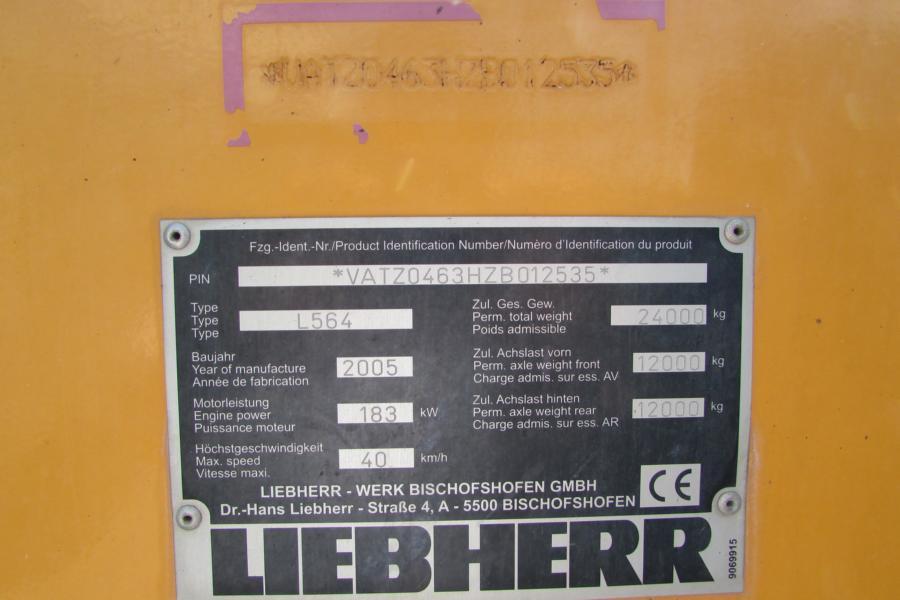 *VATZ0463HZB012535*
Fzg.-Ident.-Nr./Product Identification Number/Numéro d'Identification du produit
PIN *VATZ0463HZB012535*
Type
Type L564
Type
Zul. Ges. Gew.
Perm. total weight 24000 kg
Poids admissible
Baujahr
Year of manufacture 2005
Année de fabrication
Zul. Achslast vorn
Perm. axle weight front 12000 kg
Charge admis. sur ess. AV
Motorleistung
Engine power 183 kW
Puissance moteur
Zul. Achslast hinten
Perm. axle weight rear 12000 kg
Charge admis. sur ess. AR
Höchstgeschwindigkeit
Max. speed 40 km/h
Vitesse maxi.
LIEBHERR - WERK BISCHOFSHOFEN GMBH
Dr.-Hans Liebherr - Straße 4, A - 5500 BISCHOFSHOFEN
CE
LIEBHERR
9069915